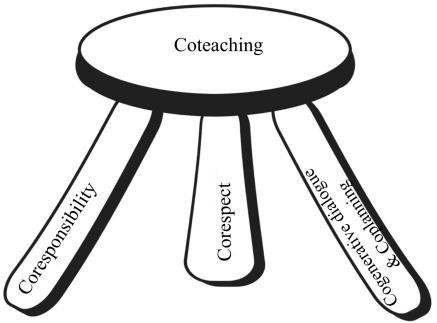 Coteaching
Coresponsibility
Corespect
Cogenerative dialogue
& Coplanning